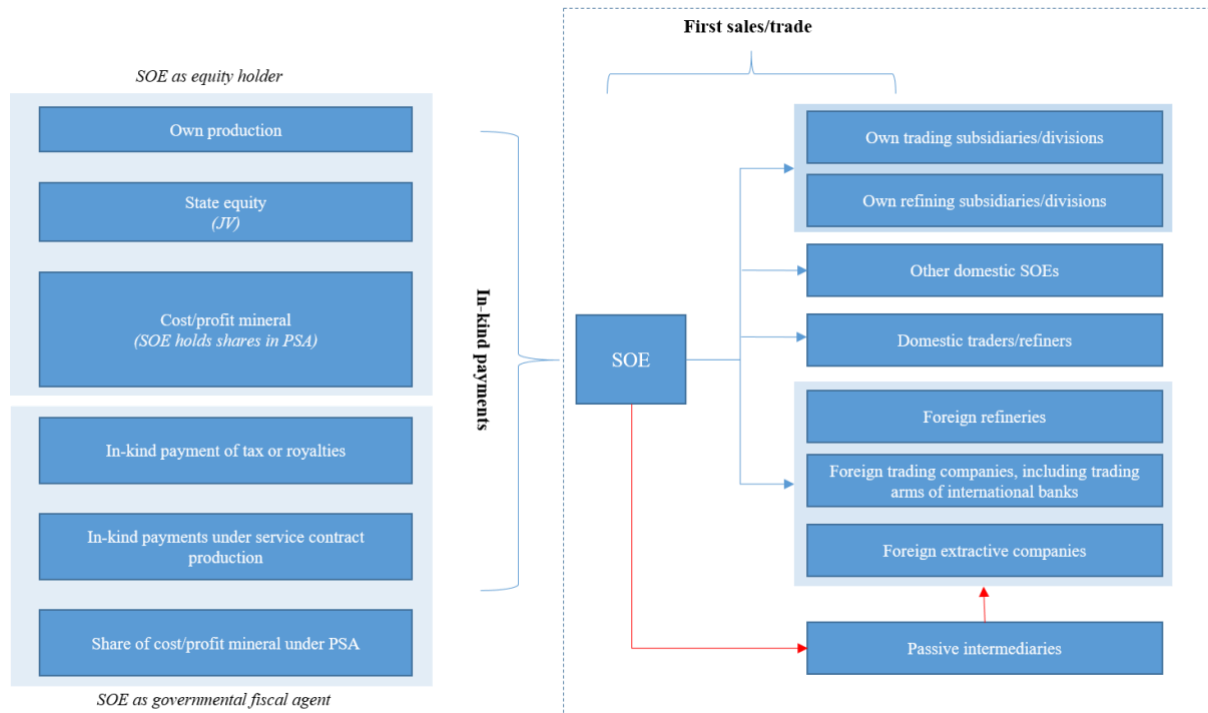 First sales/trade
SOE as equity holder
Own production
State equity
(JV)
Cost/profit mineral
(SOE holds shares in PSA)
In-kind payment of tax or royalties
In-kind payments under service contract
production
Share of cost/profit mineral under PSA
SOE as governmental fiscal agent
In-kind payments
SOE
Own trading subsidiaries/divisions
Own refining subsidiaries/divisions
Other domestic SOEs
Domestic traders/refiners
Foreign refineries
Foreign trading companies, including trading
arms of international banks
Foreign extractive companies
Passive intermediaries